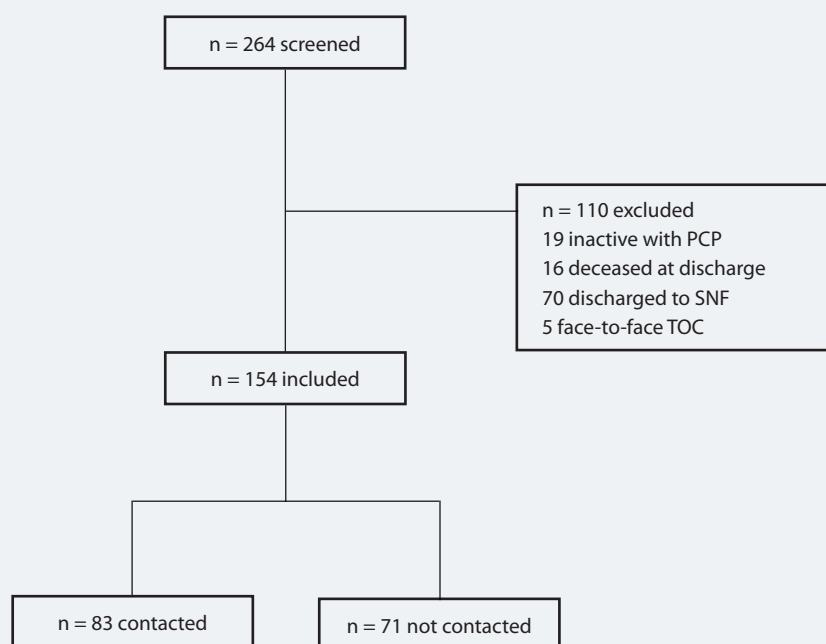 n = 264 screened
n = 110 excluded
19 inactive with PCP
16 deceased at discharge
70 discharged to SNF
5 face-to-face TOC
n = 154 included
n = 83 contacted
n = 71 not contacted